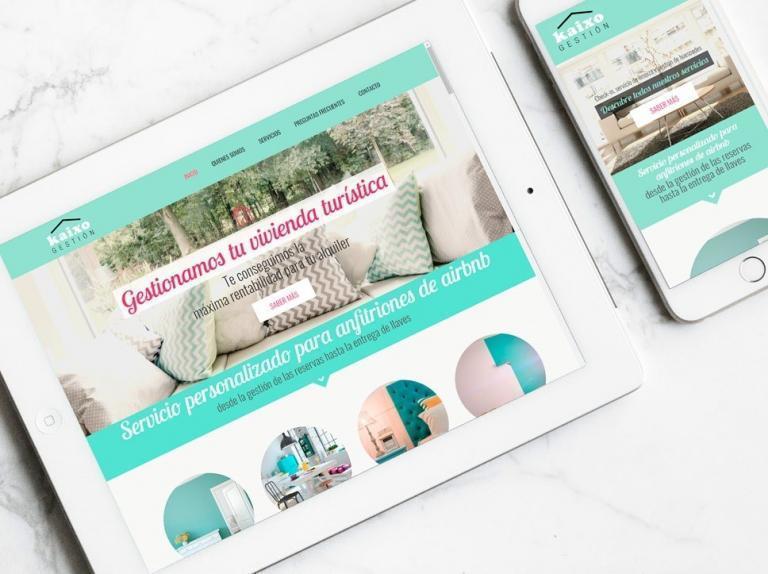 INICIO
QUIENES SOMOS
SERVICIOS
PREGUNTAS FRECUENTES
CONTACTO
kaixo
GESTIÓN
Gestionamos tu vivienda turística
Te conseguimos la
máxima rentabilidad para tu alquiler
SABER MÁS
Servicio personalizado para anfitriones de airbnb
desde la gestión de las reservas hasta la entrega de llaves
kaixo
GESTIÓN
Check-in, servicio de limpieza y gestión de huéspedes
Descubre todos nuestros servicios
SABER MÁS
Servicio personalizado para
anfitriones de airbnb
desde la gestión de las reservas
hasta la entrega de llaves